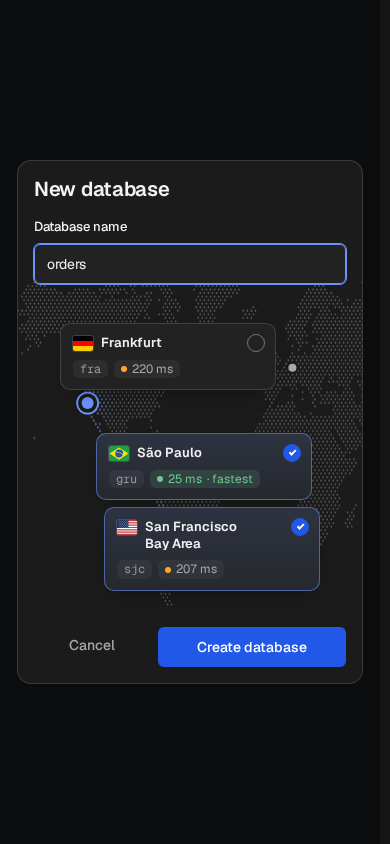 New database
Database name
orders
Frankfurt
fra 220 ms
São Paulo
gru 25 ms · fastest
San Francisco
Bay Area
sjc 207 ms
Cancel Create database